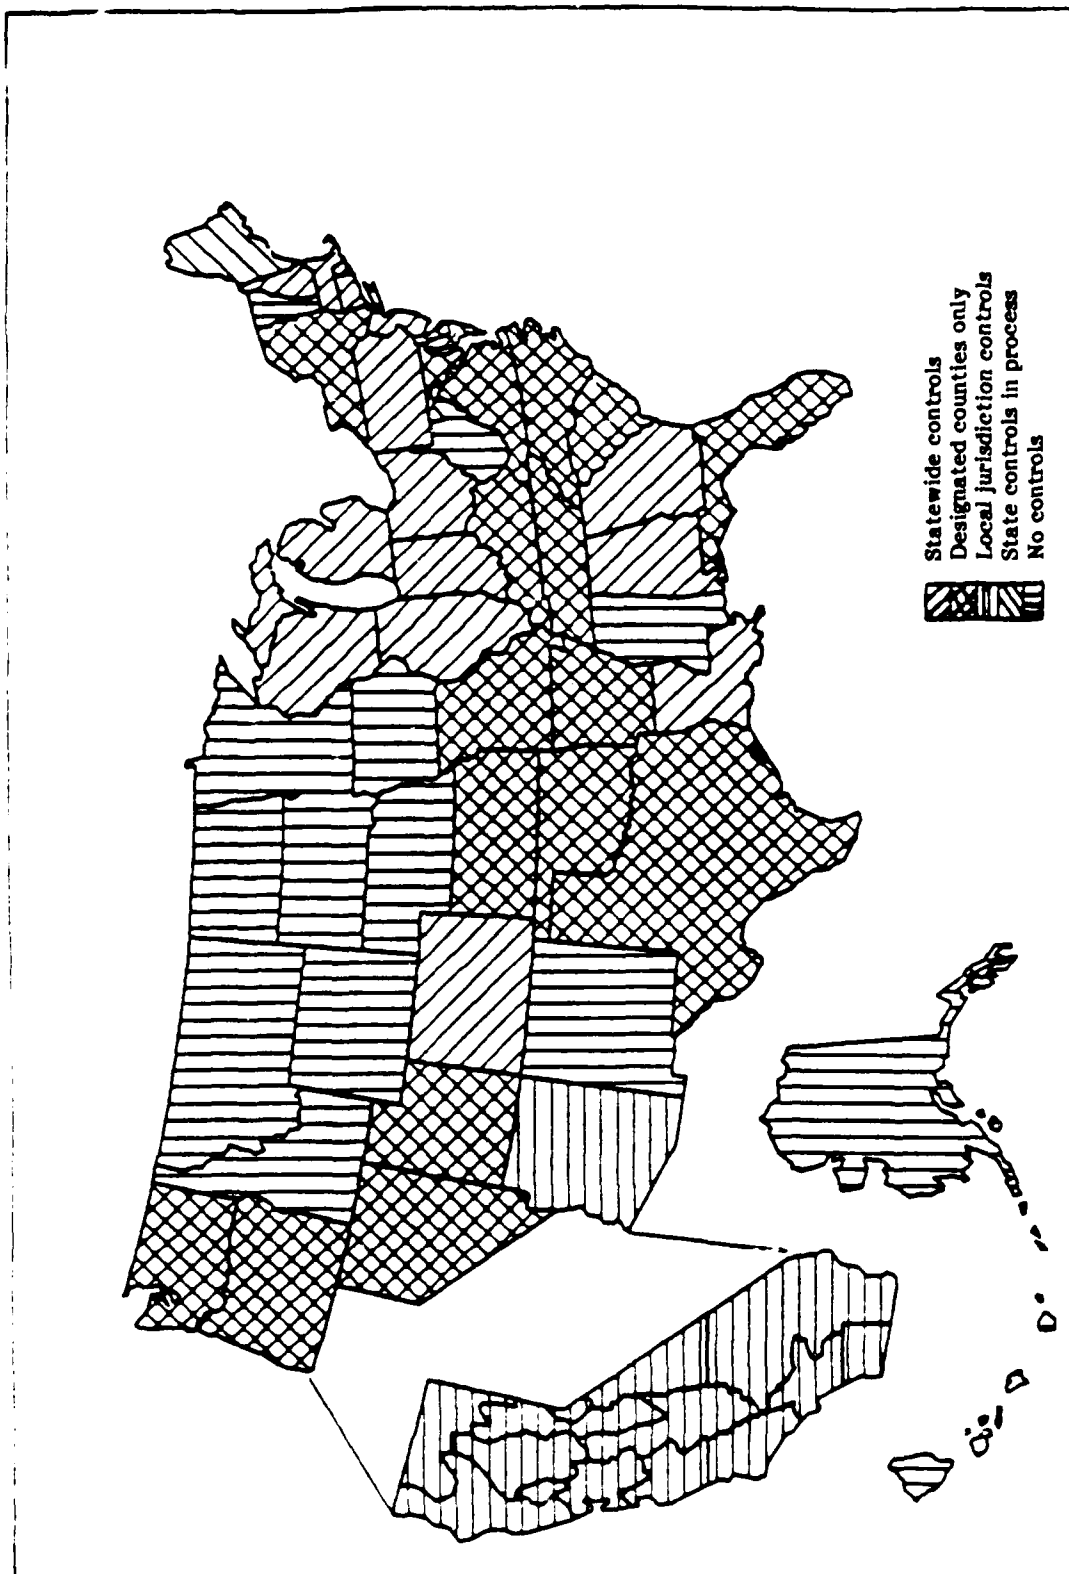 Statewide controls
Designated counties only
Local jurisdiction controls
State controls in process
No controls